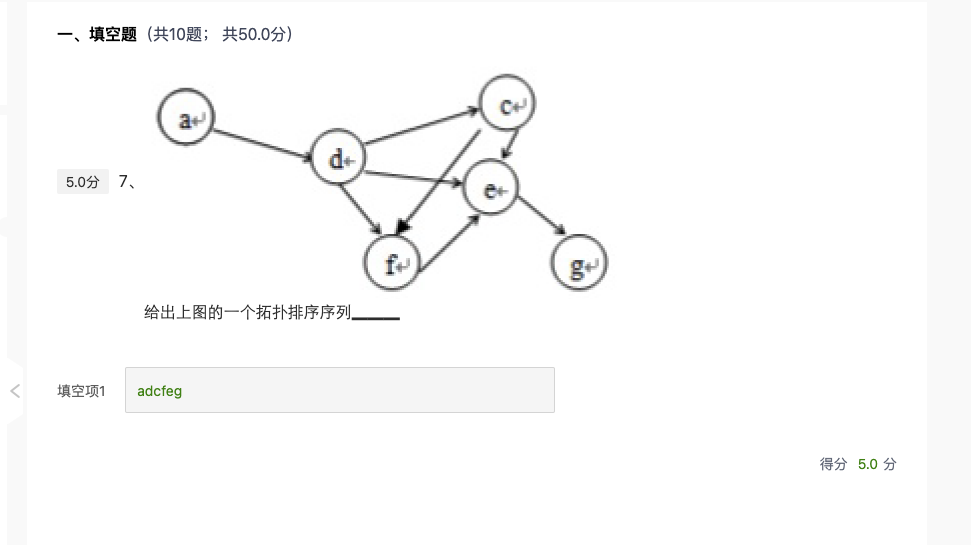 一、填空题（共10题； 共50.0分）
a↵
c↵
d←
e←
5.0分 7、
f↵
g↵
给出上图的一个拓扑排序序列______
填空项1 adcfeg
得分 5.0 分